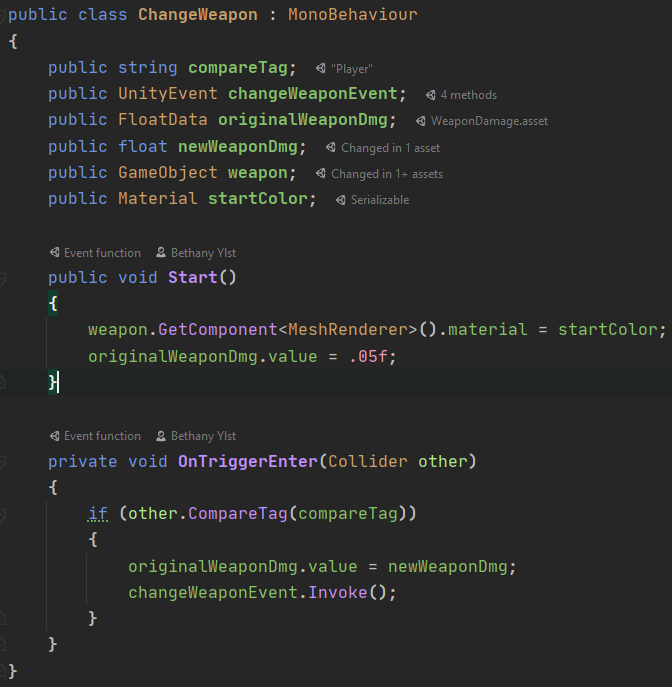 public class ChangeWeapon : MonoBehaviour
{
public string compareTag; "Player"
public UnityEvent changeWeaponEvent; 4 methods
public FloatData originalWeaponDmg; WeaponDamage.asset
public float newWeaponDmg; Changed in 1 asset
public GameObject weapon; Changed in 1+ assets
public Material startColor; Serializable
Event function Bethany Ylst
public void Start()
{
weapon.GetComponent<MeshRenderer>().material = startColor;
originalWeaponDmg.value = .05f;
}
Event function Bethany Ylst
private void OnTriggerEnter(Collider other)
{
if (other.CompareTag(compareTag))
{
originalWeaponDmg.value = newWeaponDmg;
changeWeaponEvent.Invoke();
}
}
}